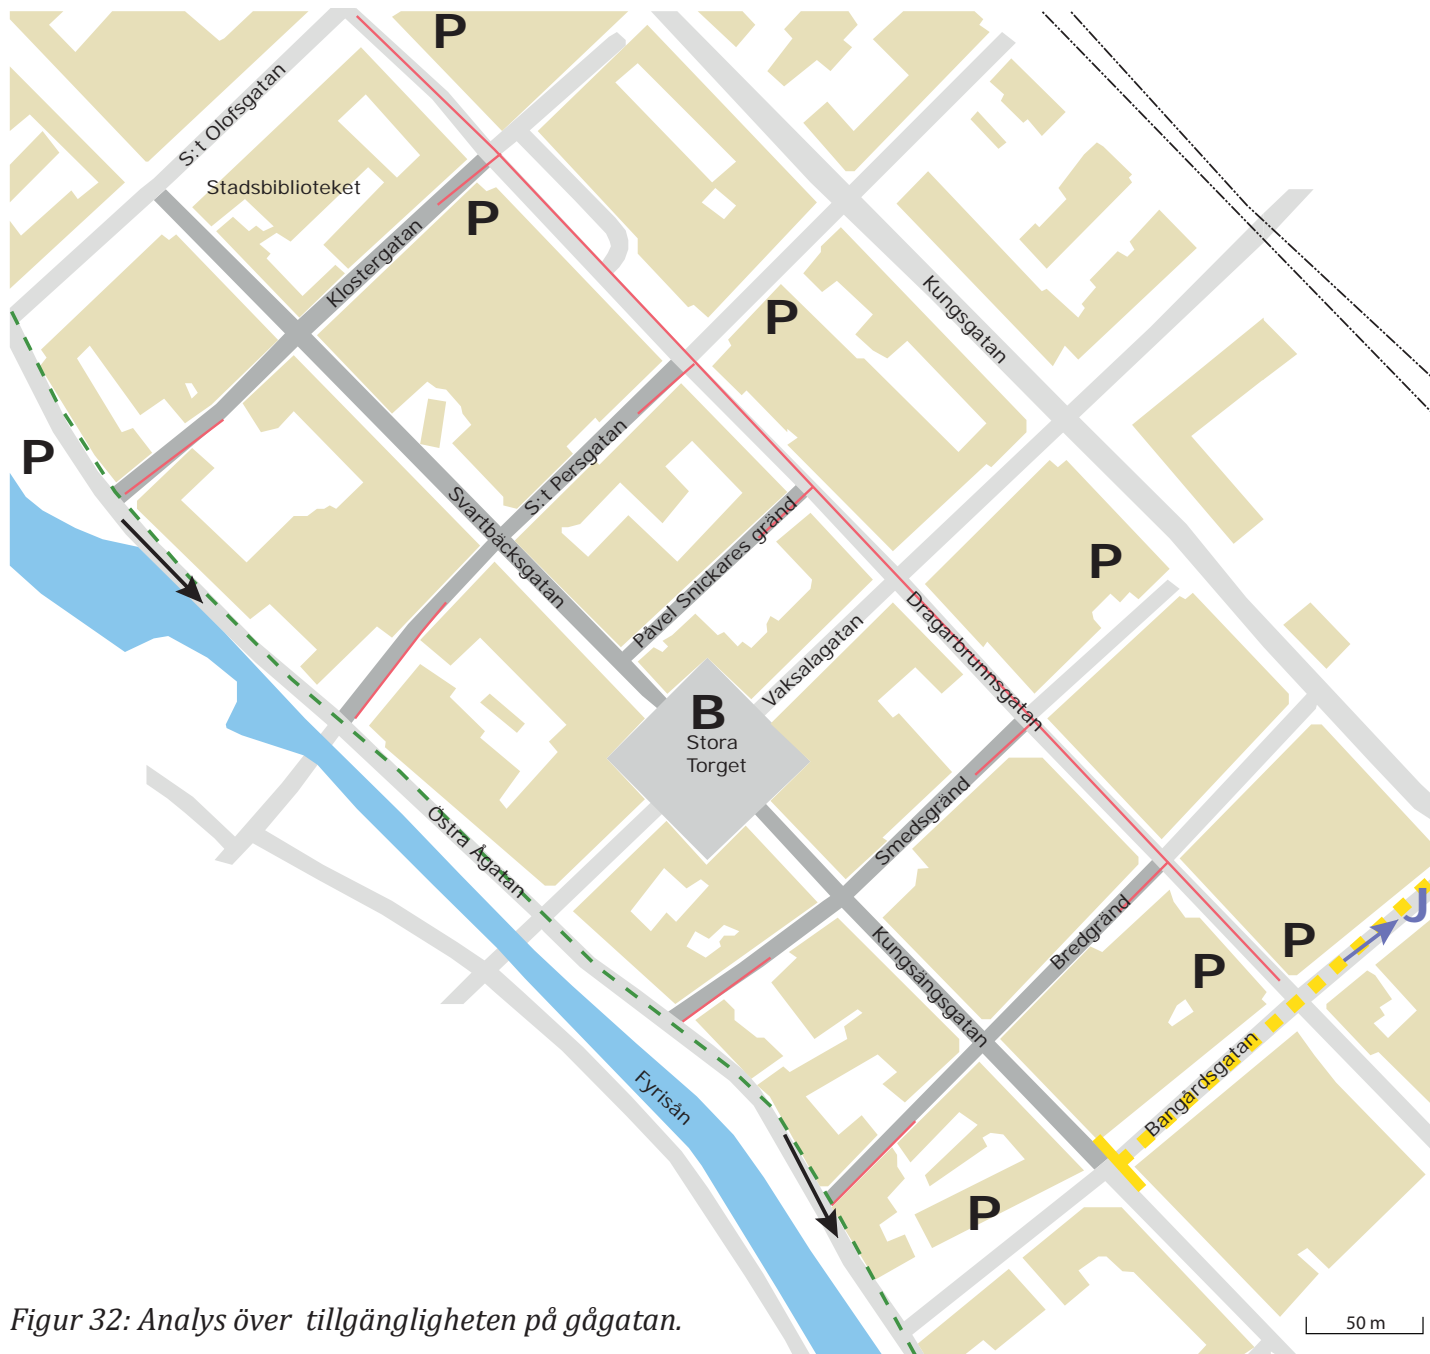 P
S:t Olofsgatan
Stadsbiblioteket
P
Klostergatan
P
Kungsgatan
P
S:t Persgatan
Svartbäcksgatan
Påvel Snickares gränd
P
Dragarbrunnsgatan
Vaksalagatan
B
Stora
Torget
Östra Ågatan
Smedsgränd
Bredgränd
J
P
P
Kungsängsgatan
Bangårdsgatan
Fyrisån
P
Figur 32: Analys över tillgängligheten på gågatan.
50 m